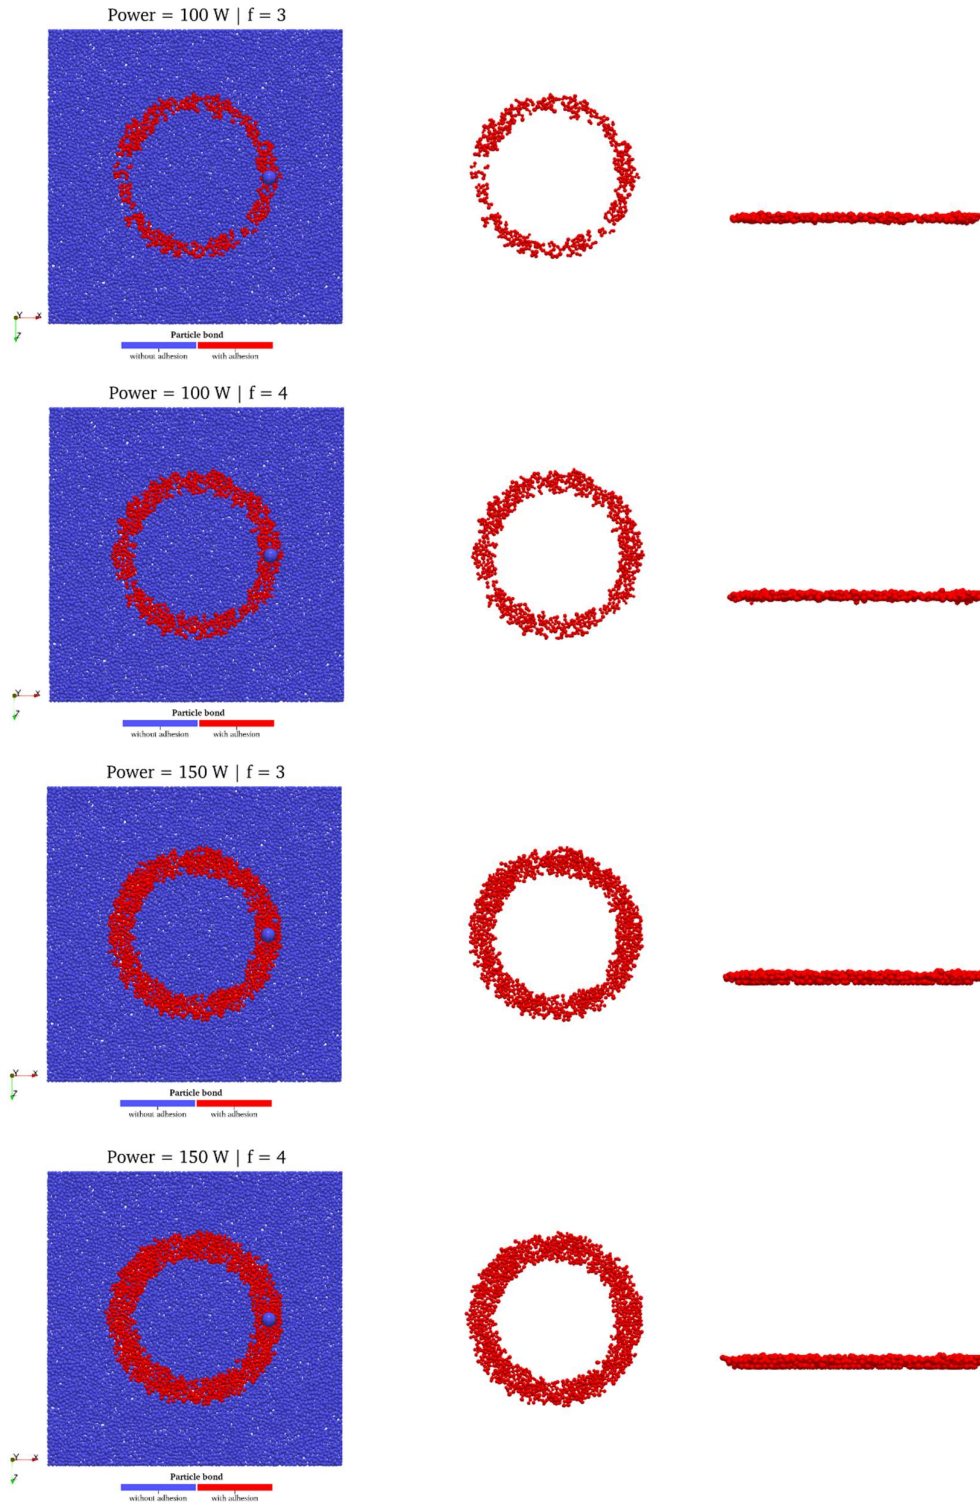 Power = 100 W | f = 3
Y
x
Z
Particle bond
without adhesion
with adhesion
Power = 100 W | f = 4
Y
x
Z
Particle bond
without adhesion
with adhesion
Power = 150 W | f = 3
Y
x
Z
Particle bond
without adhesion
with adhesion
Power = 150 W | f = 4
Y
x
Z
Particle bond
without adhesion
with adhesion